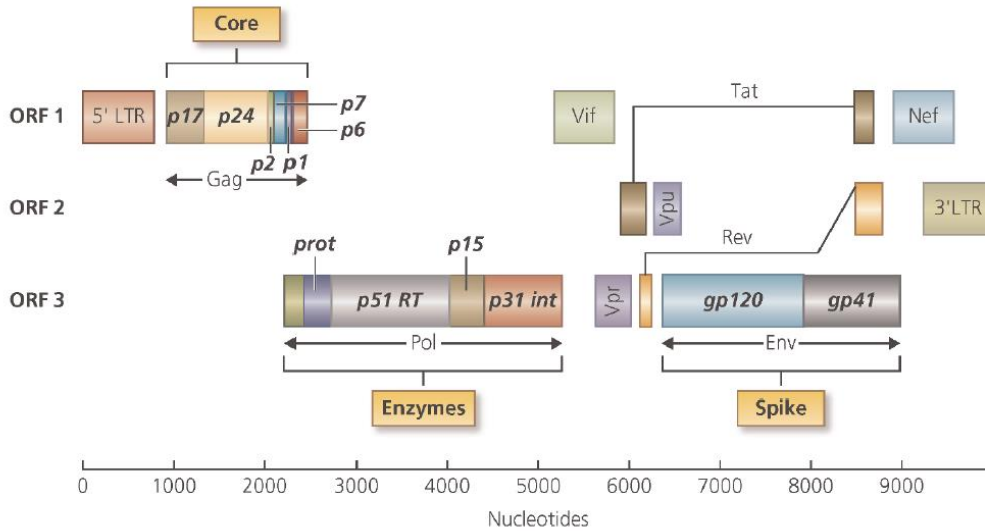 Core
ORF 1
5' LTR
p17
p24
p7
p6
p2
p1
Gag
Vif
Tat
Nef
ORF 2
Vpu
3'LTR
Rev
ORF 3
prot
p15
p51 RT
p31 int
Vpr
gp120
gp41
Pol
Env
Enzymes
Spike
0 1000 2000 3000 4000 5000 6000 7000 8000 9000
Nucleotides